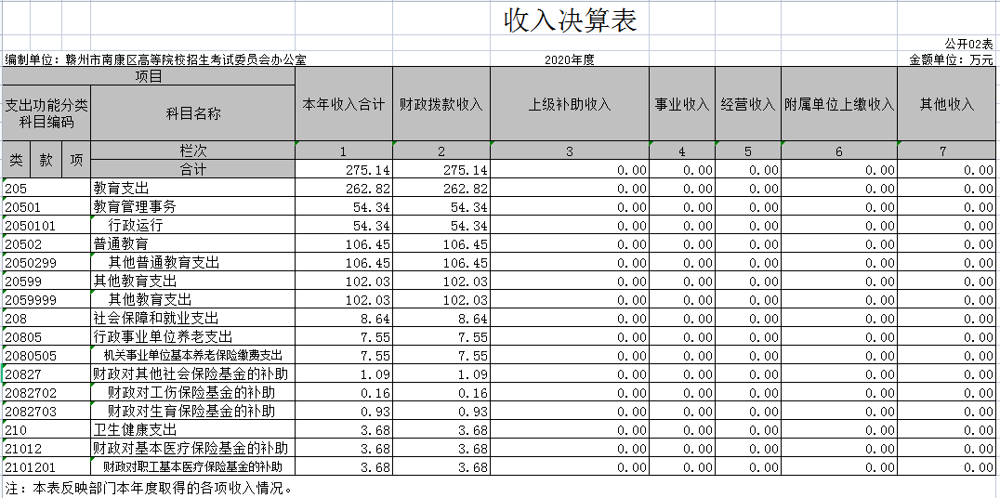 收入决算表
公开02表
编制单位：赣州市南康区高等院校招生考试委员会办公室 2020年度 金额单位：万元
项目 本年收入合计 财政拨款收入 上级补助收入 事业收入 经营收入 附属单位上缴收入 其他收入
支出功能分类
科目编码 科目名称
类 款 项 栏次 1 2 3 4 5 6 7
合计 275.14 275.14 0.00 0.00 0.00 0.00 0.00
205 教育支出 262.82 262.82 0.00 0.00 0.00 0.00 0.00
20501 教育管理事务 54.34 54.34 0.00 0.00 0.00 0.00 0.00
2050101 行政运行 54.34 54.34 0.00 0.00 0.00 0.00 0.00
20502 普通教育 106.45 106.45 0.00 0.00 0.00 0.00 0.00
2050299 其他普通教育支出 106.45 106.45 0.00 0.00 0.00 0.00 0.00
20599 其他教育支出 102.03 102.03 0.00 0.00 0.00 0.00 0.00
2059999 其他教育支出 102.03 102.03 0.00 0.00 0.00 0.00 0.00
208 社会保障和就业支出 8.64 8.64 0.00 0.00 0.00 0.00 0.00
20805 行政事业单位养老支出 7.55 7.55 0.00 0.00 0.00 0.00 0.00
2080505 机关事业单位基本养老保险缴费支出 7.55 7.55 0.00 0.00 0.00 0.00 0.00
20827 财政对其他社会保险基金的补助 1.09 1.09 0.00 0.00 0.00 0.00 0.00
2082702 财政对工伤保险基金的补助 0.16 0.16 0.00 0.00 0.00 0.00 0.00
2082703 财政对生育保险基金的补助 0.93 0.93 0.00 0.00 0.00 0.00 0.00
210 卫生健康支出 3.68 3.68 0.00 0.00 0.00 0.00 0.00
21012 财政对基本医疗保险基金的补助 3.68 3.68 0.00 0.00 0.00 0.00 0.00
2101201 财政对职工基本医疗保险基金的补助 3.68 3.68 0.00 0.00 0.00 0.00 0.00
注：本表反映部门本年度取得的各项收入情况。